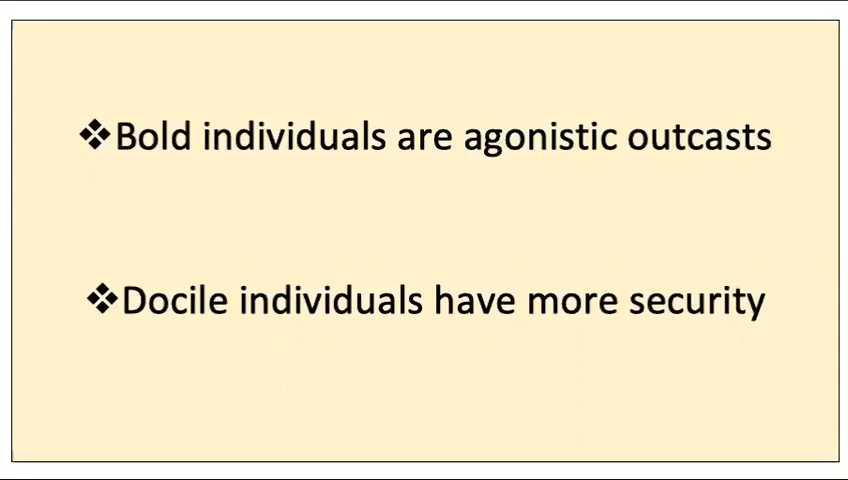 ❖Bold individuals are agonistic outcasts
❖Docile individuals have more security